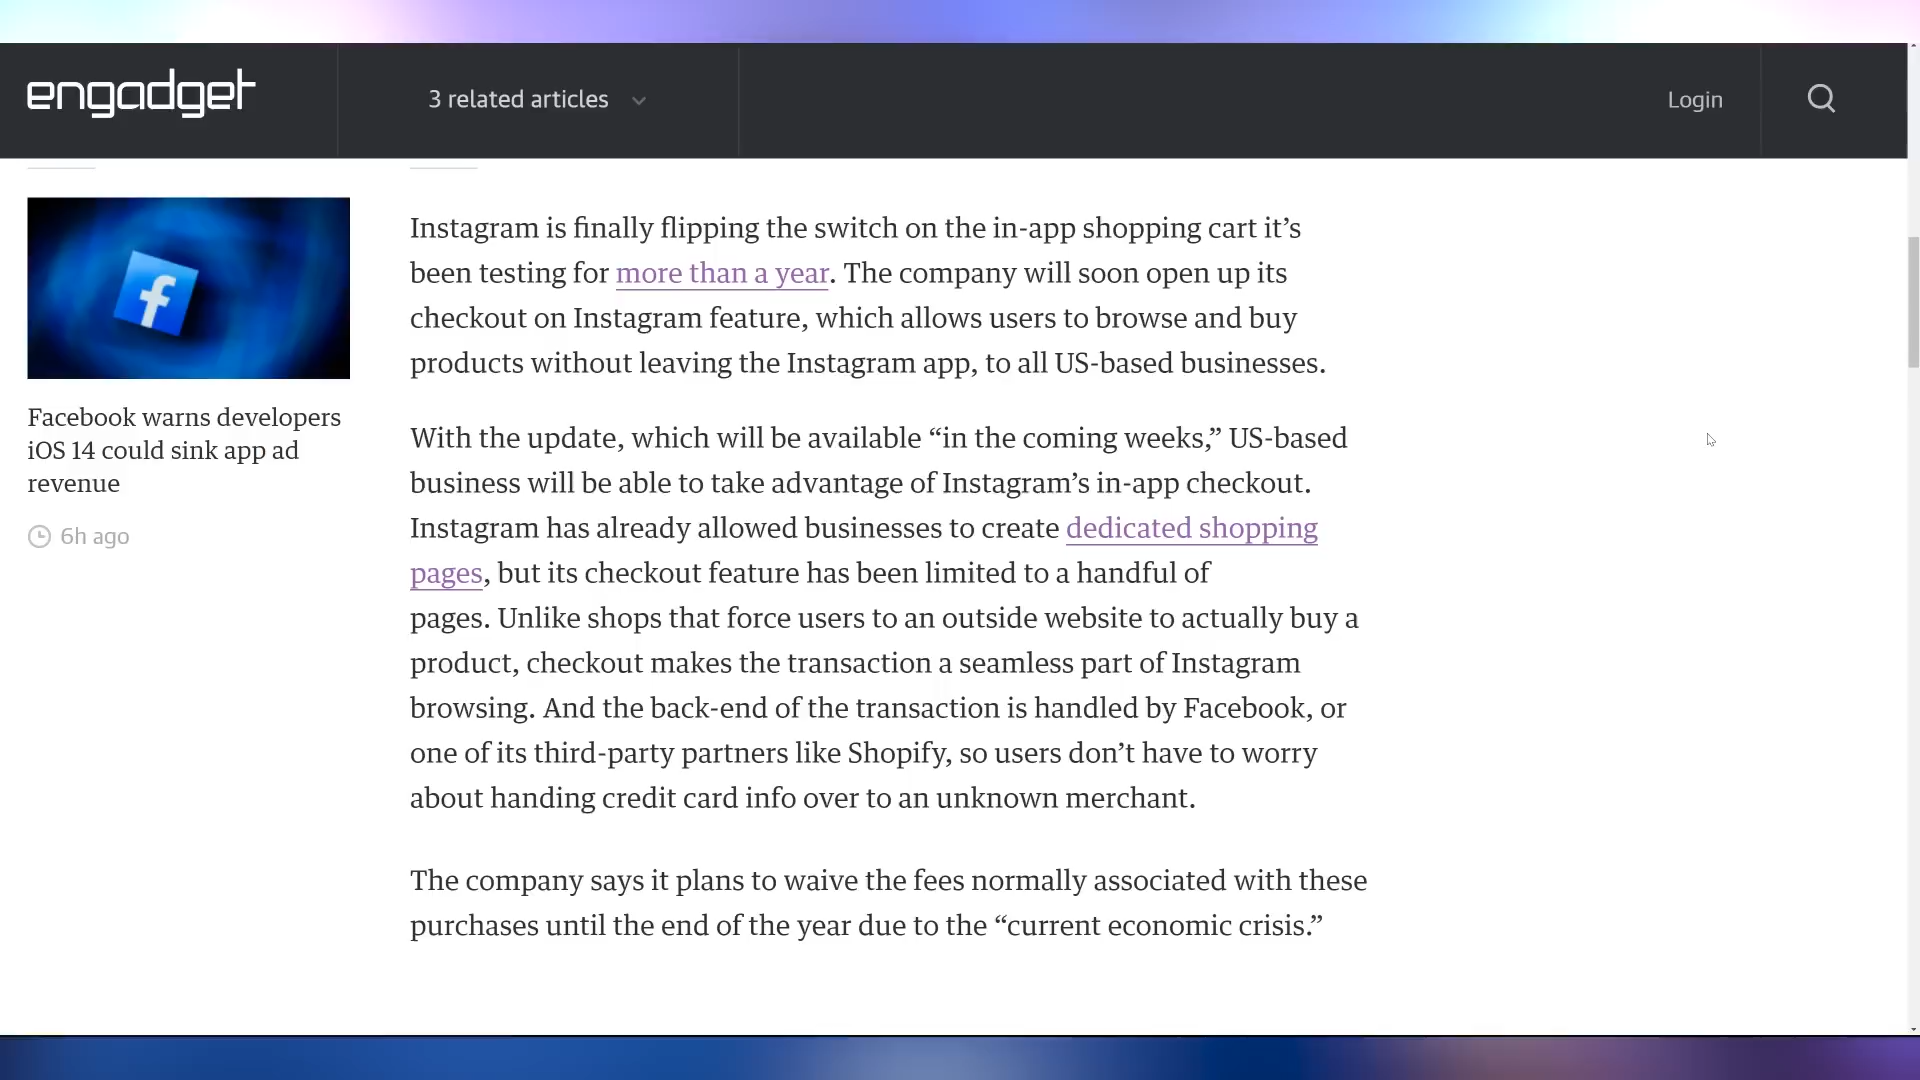 engadget
3 related articles
Login
Facebook warns developers
iOS 14 could sink app ad
revenue
6h ago
Instagram is finally flipping the switch on the in-app shopping cart it’s
been testing for more than a year. The company will soon open up its
checkout on Instagram feature, which allows users to browse and buy
products without leaving the Instagram app, to all US-based businesses.
With the update, which will be available “in the coming weeks,” US-based
business will be able to take advantage of Instagram’s in-app checkout.
Instagram has already allowed businesses to create dedicated shopping
pages, but its checkout feature has been limited to a handful of
pages. Unlike shops that force users to an outside website to actually buy a
product, checkout makes the transaction a seamless part of Instagram
browsing. And the back-end of the transaction is handled by Facebook, or
one of its third-party partners like Shopify, so users don’t have to worry
about handing credit card info over to an unknown merchant.
The company says it plans to waive the fees normally associated with these
purchases until the end of the year due to the “current economic crisis.”